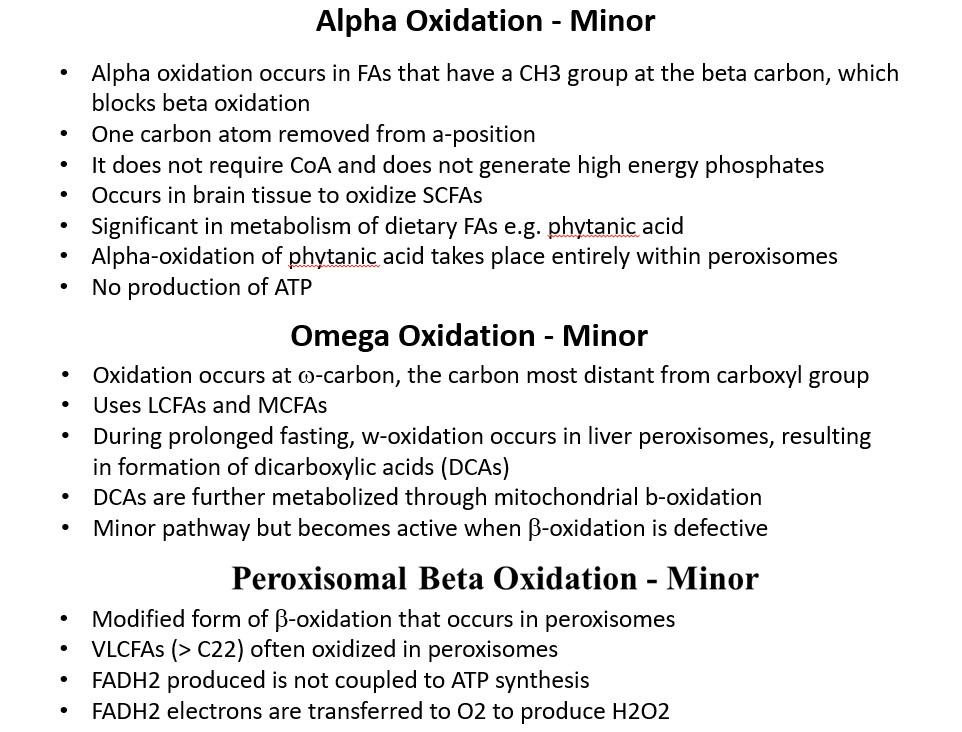 Alpha Oxidation - Minor
• Alpha oxidation occurs in FAs that have a CH3 group at the beta carbon, which
blocks beta oxidation
• One carbon atom removed from a-position
• It does not require CoA and does not generate high energy phosphates
• Occurs in brain tissue to oxidize SCFAs
• Significant in metabolism of dietary FAs e.g. phytanic acid
• Alpha-oxidation of phytanic acid takes place entirely within peroxisomes
• No production of ATP
Omega Oxidation - Minor
• Oxidation occurs at ω-carbon, the carbon most distant from carboxyl group
• Uses LCFAs and MCFAs
• During prolonged fasting, w-oxidation occurs in liver peroxisomes, resulting
in formation of dicarboxylic acids (DCAs)
• DCAs are further metabolized through mitochondrial b-oxidation
• Minor pathway but becomes active when β-oxidation is defective
Peroxisomal Beta Oxidation - Minor
• Modified form of β-oxidation that occurs in peroxisomes
• VLCFAs (> C22) often oxidized in peroxisomes
• FADH2 produced is not coupled to ATP synthesis
• FADH2 electrons are transferred to O2 to produce H2O2